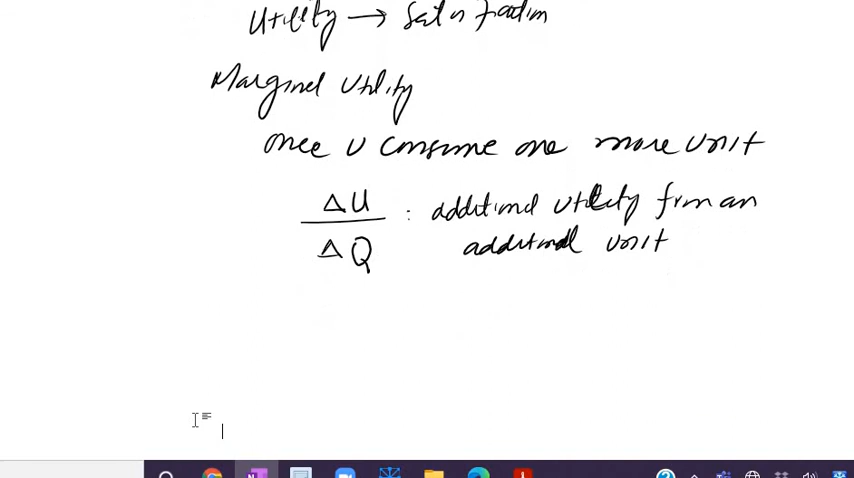 Utility → Satisfaction
Marginal Utility
once U consume one more unit
ΔU
ΔQ
: additional utility from an
additional unit